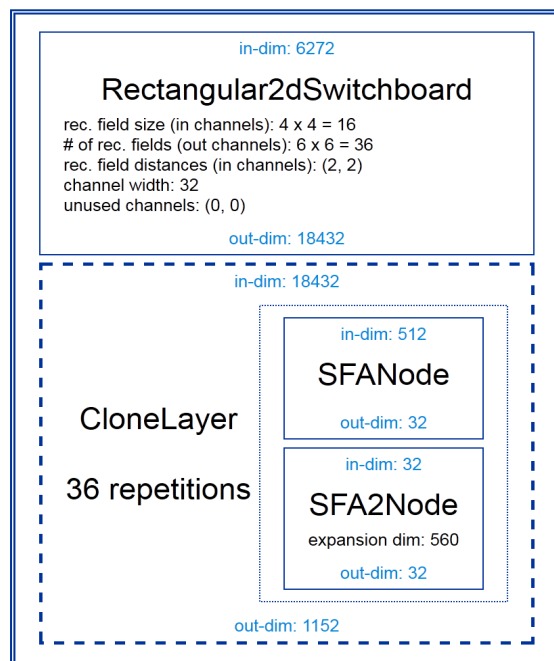 in-dim: 6272
Rectangular2dSwitchboard
rec. field size (in channels): 4 x 4 = 16
# of rec. fields (out channels): 6 x 6 = 36
rec. field distances (in channels): (2, 2)
channel width: 32
unused channels: (0, 0)
out-dim: 18432
in-dim: 18432
CloneLayer
36 repetitions
in-dim: 512
SFANode
out-dim: 32
in-dim: 32
SFA2Node
expansion dim: 560
out-dim: 32
out-dim: 1152